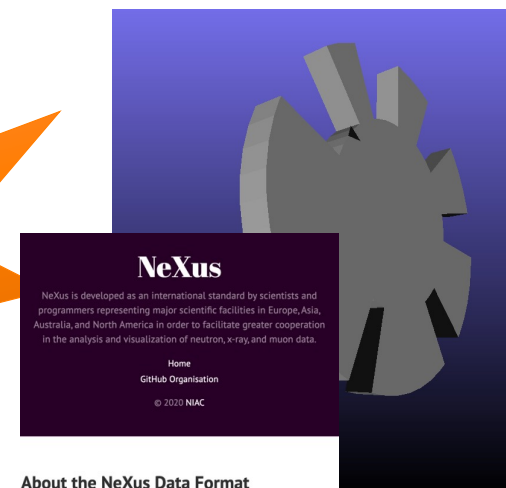 NeXus
NeXus is developed as an international standard by scientists and
programmers representing major scientific facilities in Europe, Asia,
Australia, and North America in order to facilitate greater cooperation
in the analysis and visualization of neutron, x-ray, and muon data.
Home
GitHub Organisation
© 2020 NIAC
About the NeXus Data Format